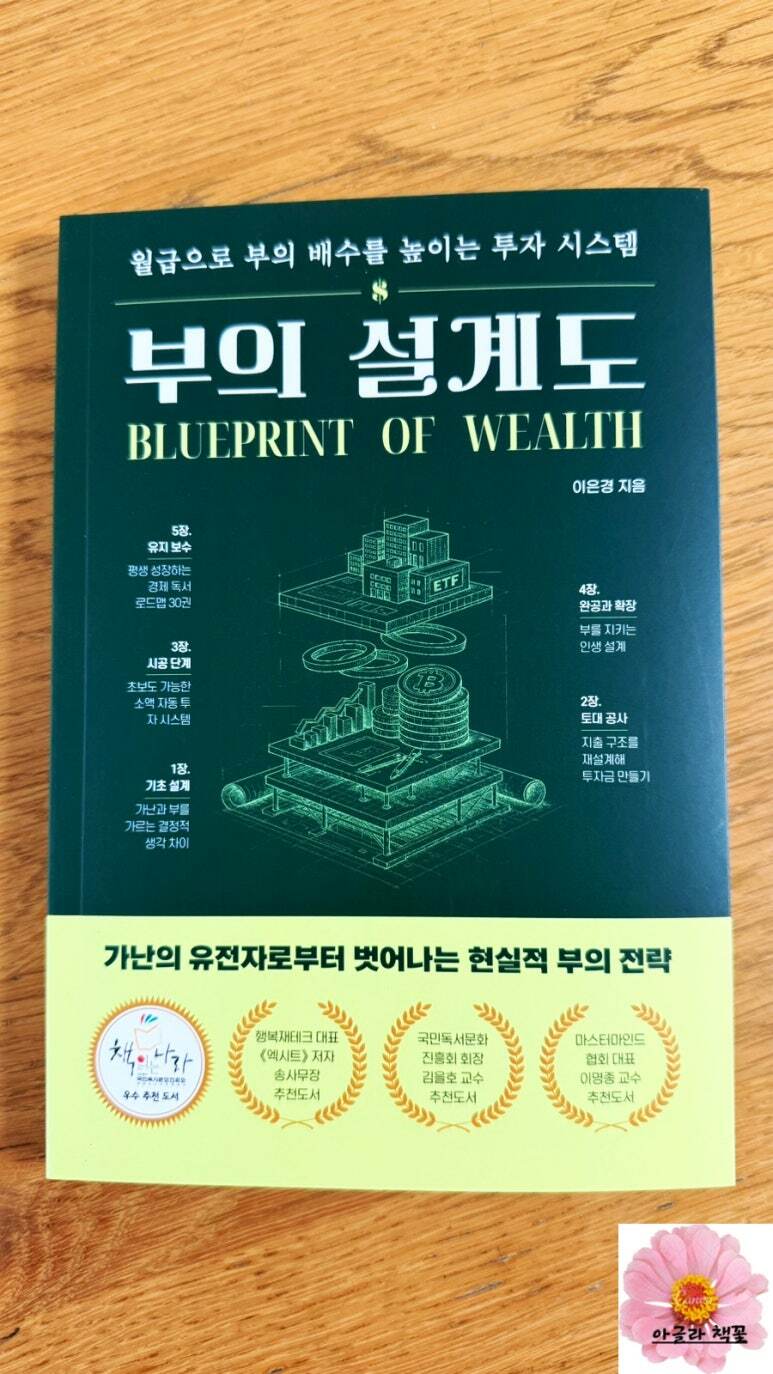 월급으로 부의 배수를 높이는 투자 시스템
부의 설계도
BLUEPRINT OF WEALTH
이은경 지음
5장.
유지 보수
평생 성장하는
경제 독서
로드맵 30권
3장.
시공 단계
초보도 가능한
소액 자동 투
자 시스템
1장.
기초 설계
가난과 부를
가르는 결정적
생각 차이
ETF
4장.
완공과 확장
부를 지키는
인생 설계
2장.
토대 공사
지출 구조를
재설계해
투자금 만들기
가난의 유전자로부터 벗어나는 현실적 부의 전략
책 읽는 나라
우수 추천 도서
행복재테크 대표
《엑시트》 저자
송사무장
추천도서
국민독서문화
진흥회 회장
김을호 교수
추천도서
마스터마인드
협회 대표
이명종 교수
추천도서
아글라 책꽃